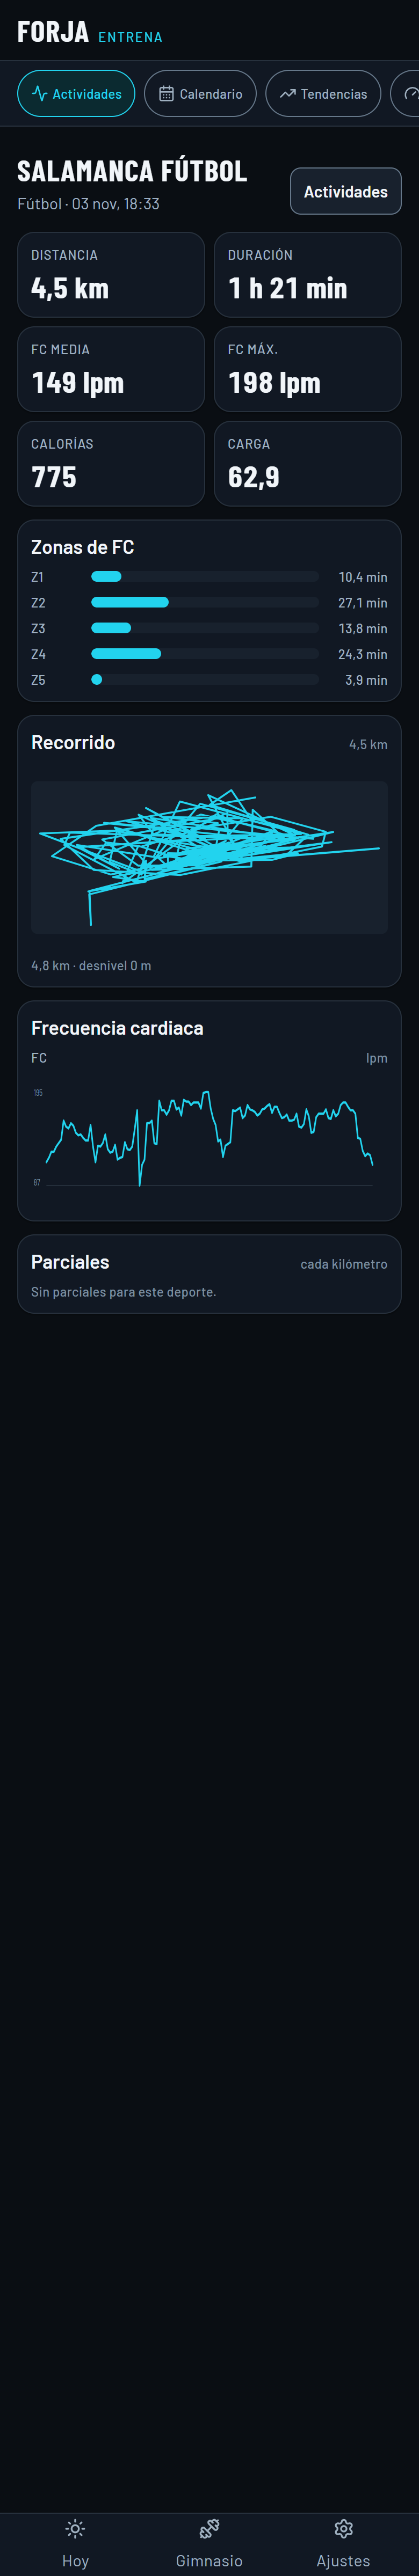 FORJA ENTRENA
Actividades Calendario Tendencias
SALAMANCA FÚTBOL
Fútbol · 03 nov, 18:33
Actividades
DISTANCIA DURACIÓN
4,5 km 1 h 21 min
FC MEDIA FC MÁX.
149 lpm 198 lpm
CALORÍAS CARGA
775 62,9
Zonas de FC
Z1 10,4 min
Z2 27,1 min
Z3 13,8 min
Z4 24,3 min
Z5 3,9 min
Recorrido 4,5 km
4,8 km · desnivel 0 m
Frecuencia cardiaca
FC lpm
195
87
Parciales cada kilómetro
Sin parciales para este deporte.
Hoy Gimnasio Ajustes